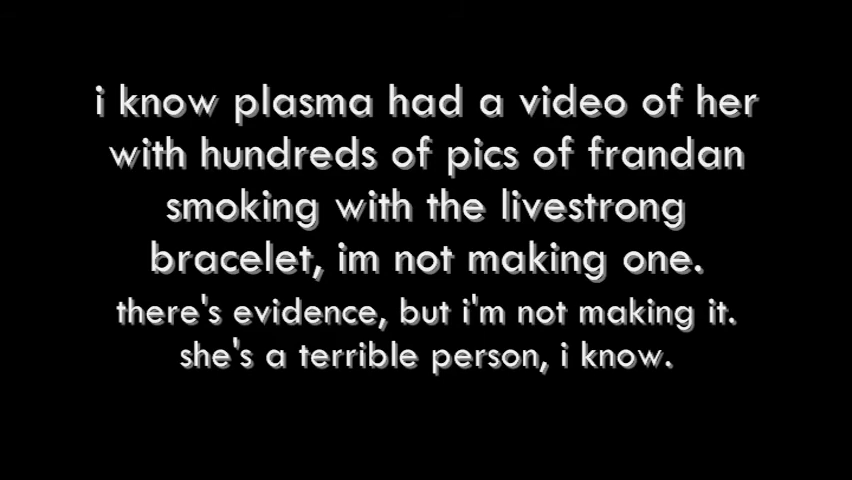 i know plasma had a video of her
with hundreds of pics of frandan
smoking with the livestrong
bracelet, im not making one.
there's evidence, but i'm not making it.
she's a terrible person, i know.